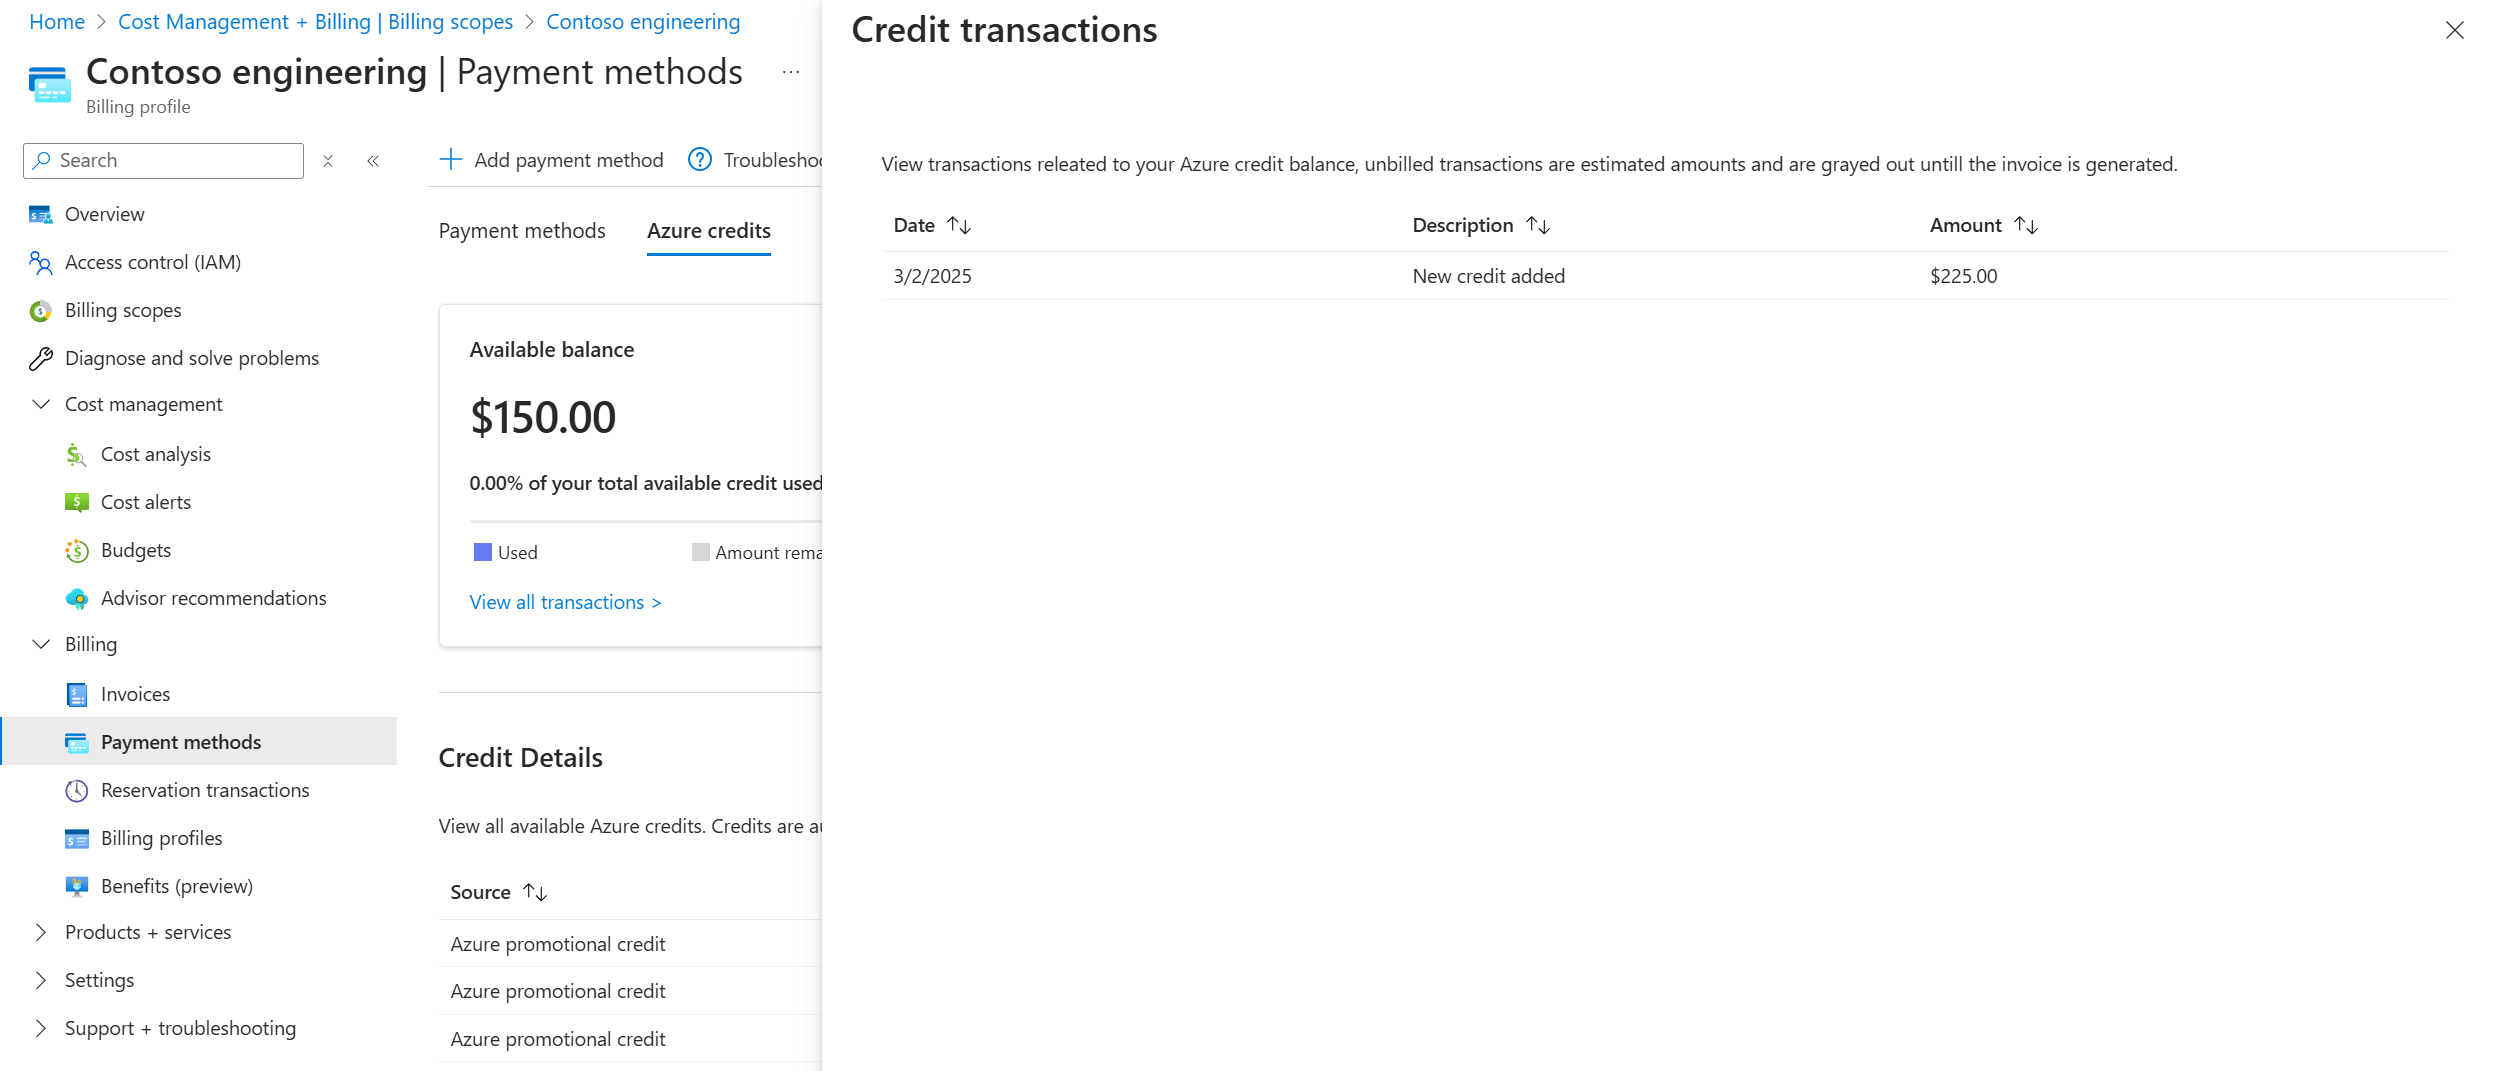 Home > Cost Management + Billing | Billing scopes > Contoso engineering
Contoso engineering | Payment methods ...
Billing profile
Search
Overview
Access control (IAM)
Billing scopes
Diagnose and solve problems
Cost management
Cost analysis
Cost alerts
Budgets
Advisor recommendations
Billing
Invoices
Payment methods
Reservation transactions
Billing profiles
Benefits (preview)
Products + services
Settings
Support + troubleshooting
Add payment method
Payment methods Azure credits
Available balance
$150.00
0.00% of your total available credit used
Used Amount
View all transactions >
Credit Details
View all available Azure credits. Credits are
Source
Azure promotional credit
Azure promotional credit
Azure promotional credit
Credit transactions
View transactions releated to your Azure credit balance, unbilled transactions are estimated amounts and are grayed out untill the invoice is generated.
Date Description Amount
3/2/2025 New credit added $225.00